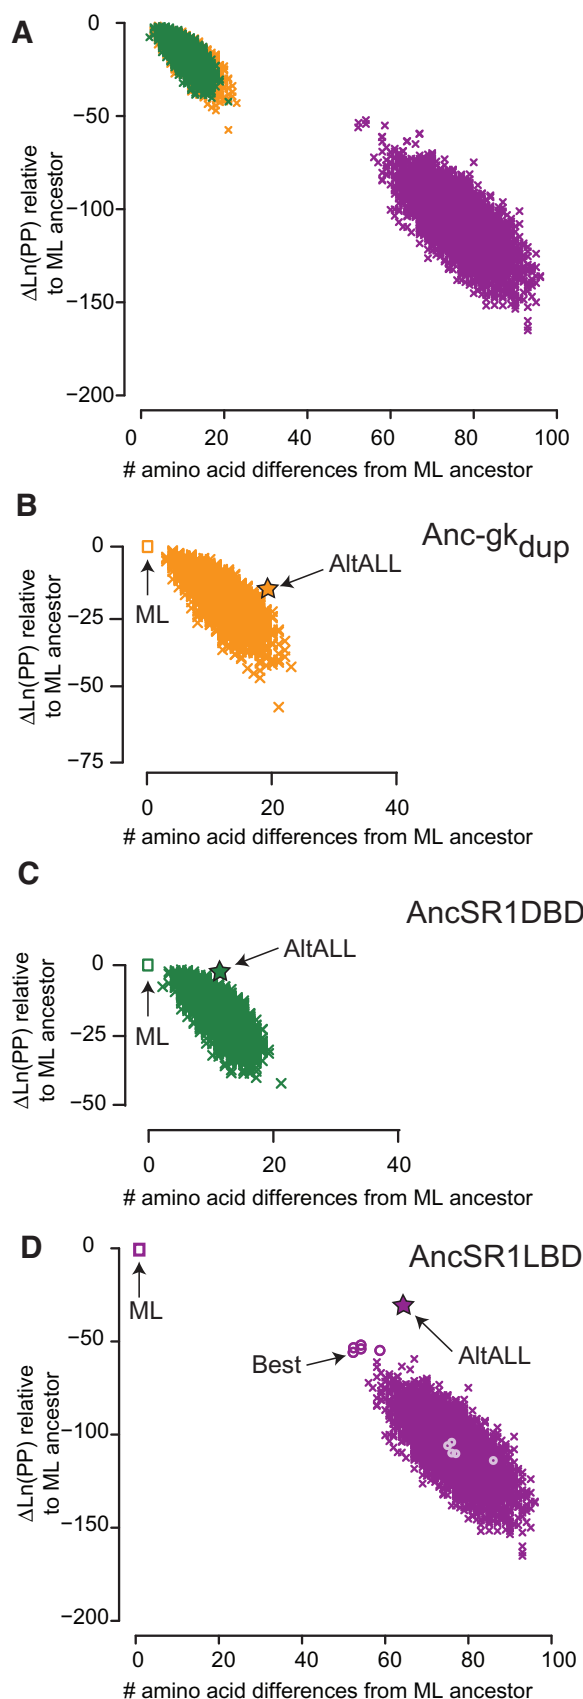 A
0
−50
−100
−150
−200
ΔLn(PP) relative
to ML ancestor
0 20 40 60 80 100
# amino acid differences from ML ancestor
B
Anc-gkdup
0
−25
−50
−75
ΔLn(PP) relative
to ML ancestor
AltALL
ML
0 20 40
# amino acid differences from ML ancestor
C
AncSR1DBD
0
−25
−50
ΔLn(PP) relative
to ML ancestor
AltALL
ML
0 20 40
# amino acid differences from ML ancestor
D
AncSR1LBD
0
−50
−100
−150
−200
ΔLn(PP) relative
to ML ancestor
ML
Best
AltALL
0 20 40 60 80 100
# amino acid differences from ML ancestor